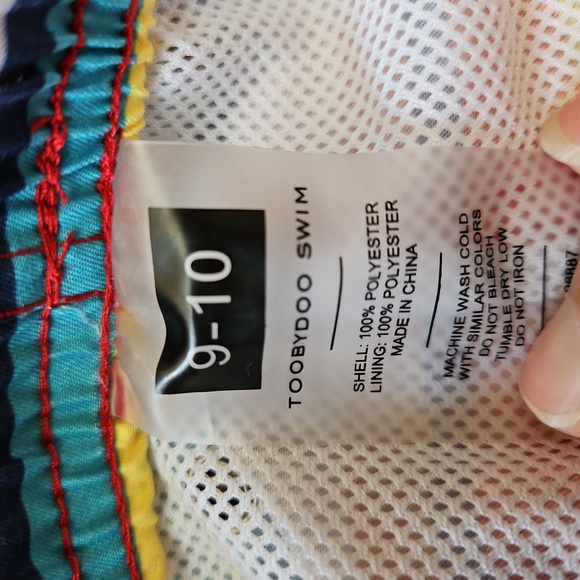 9-10
TOOBYDOO SWIM
SHELL: 100% POLYESTER
LINING: 100% POLYESTER
MADE IN CHINA
MACHINE WASH COLD
WITH SIMILAR COLORS
DO NOT BLEACH
TUMBLE DRY LOW
DO NOT IRON